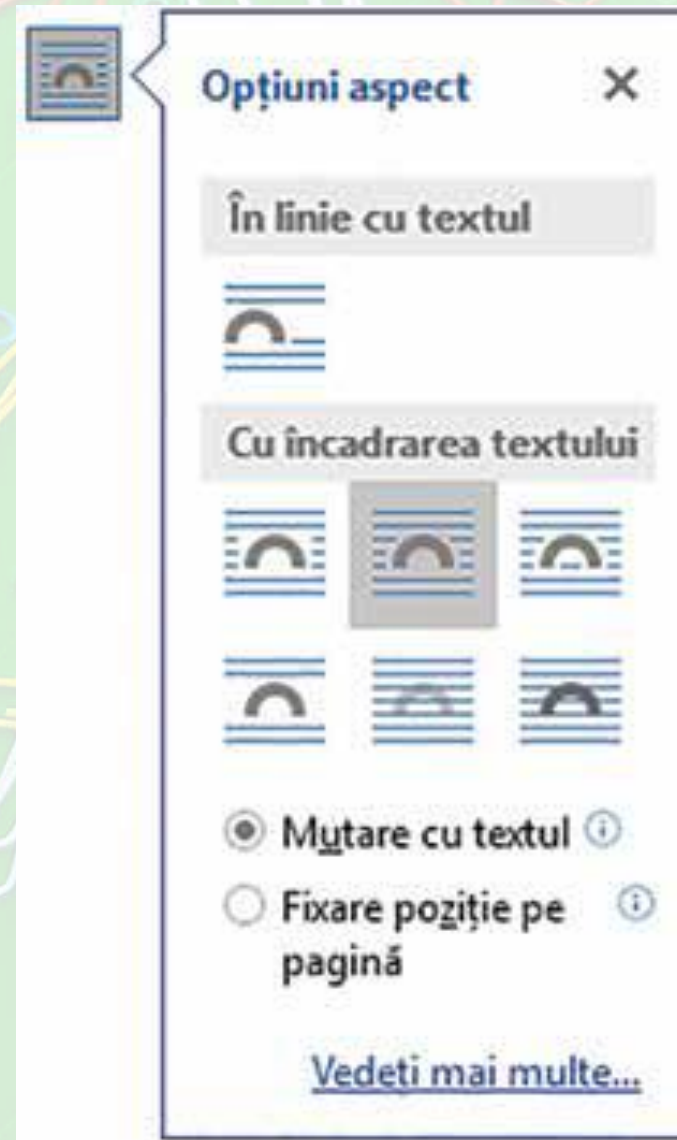 Opțiuni aspect
În linie cu textul
Cu încadrarea textului
Mutare cu textul
Fixare poziție pe
pagină
Vedeți mai multe...